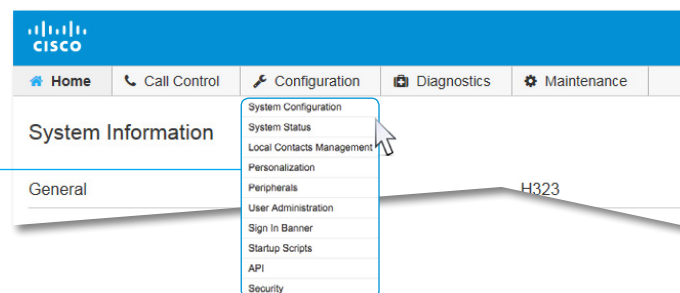 CISCO
Home Call Control Configuration Diagnostics Maintenance
System Information
System Configuration
System Status
Local Contacts Management
Personalization
Peripherals
User Administration
Sign In Banner
Startup Scripts
API
Security
General H323